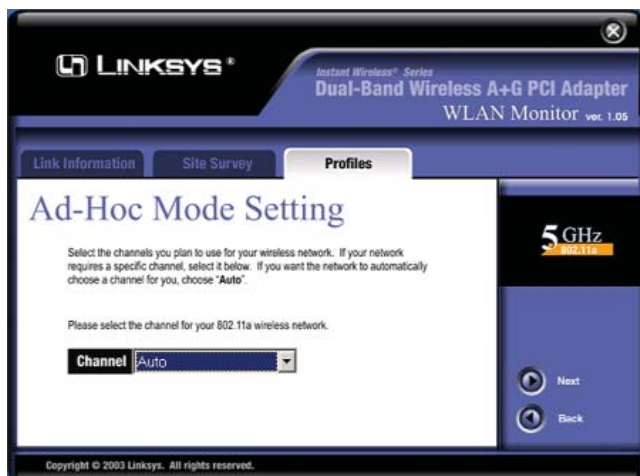 LINKSYS®
Instant Wireless® Series
Dual-Band Wireless A+G PCI Adapter
WLAN Monitor ver. 1.05
Link Information
Site Survey
Profiles
Ad-Hoc Mode Setting
Select the channels you plan to use for your wireless network. If your network
requires a specific channel, select it below. If you want the network to automatically
choose a channel for you, choose "Auto".
Please select the channel for your 802.11a wireless network.
Channel Auto
5 GHz
802.11a
Next
Back
Copyright © 2003 Linksys. All rights reserved.